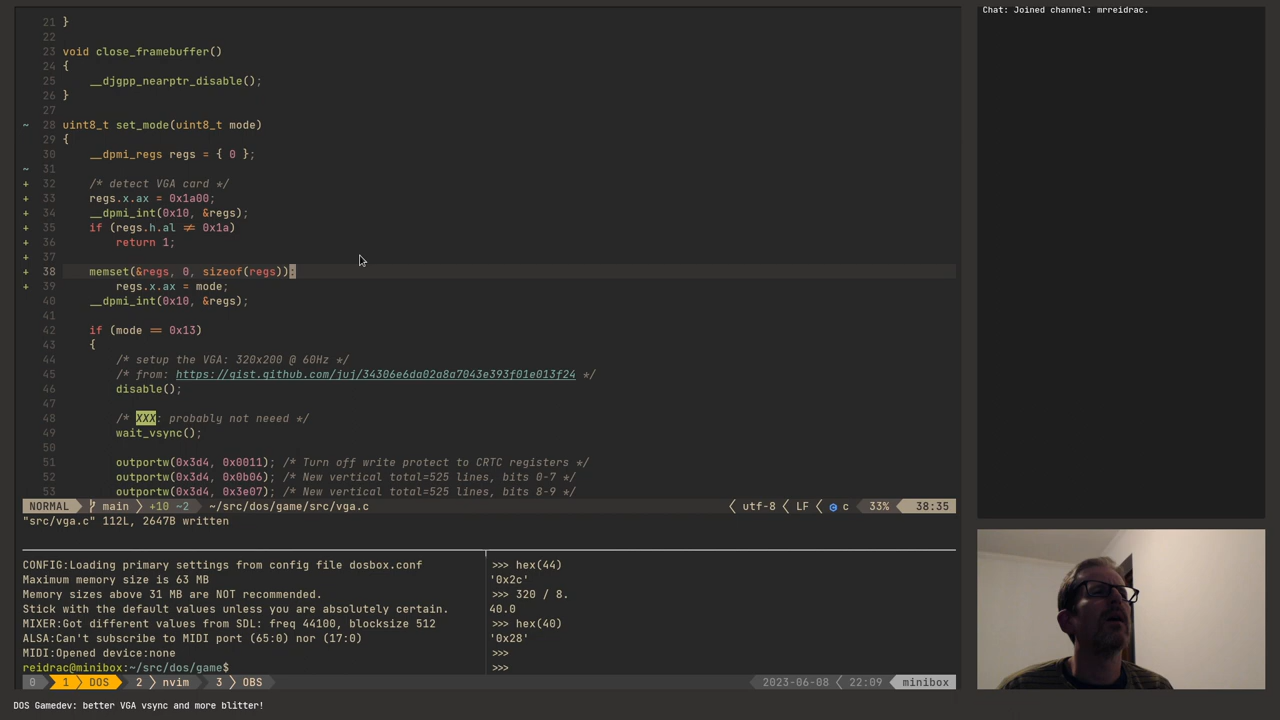 Chat: Joined channel: mrreidrac.
21 }
22
23 void close_framebuffer()
24 {
25     __djgpp_nearptr_disable();
26 }
27
~ 28 uint8_t set_mode(uint8_t mode)
29 {
30     __dpmi_regs regs = { 0 };
~ 31
+ 32     /* detect VGA card */
+ 33     regs.x.ax = 0x1a00;
+ 34     __dpmi_int(0x10, &regs);
+ 35     if (regs.h.al ≠ 0x1a)
+ 36         return 1;
+ 37
+ 38     memset(&regs, 0, sizeof(regs));
+ 39         regs.x.ax = mode;
40     __dpmi_int(0x10, &regs);
41
42     if (mode == 0x13)
43     {
44         /* setup the VGA: 320x200 @ 60Hz */
45         /* from: https://gist.github.com/juj/34306e6da02a8a7043e393f01e013f24 */
46         disable();
47
48         /* XXX: probably not neeed */
49         wait_vsync();
50
51         outportw(0x3d4, 0x0011); /* Turn off write protect to CRTC registers */
52         outportw(0x3d4, 0x0b06); /* New vertical total=525 lines, bits 0-7 */
53         outportw(0x3d4, 0x3e07); /* New vertical total=525 lines, bits 8-9 */
NORMAL main +10 ~2 ~/src/dos/game/src/vga.c utf-8 LF c 33% 38:35
"src/vga.c" 112L, 2647B written
CONFIG:Loading primary settings from config file dosbox.conf
Maximum memory size is 63 MB
Memory sizes above 31 MB are NOT recommended.
Stick with the default values unless you are absolutely certain.
MIXER:Got different values from SDL: freq 44100, blocksize 512
ALSA:Can't subscribe to MIDI port (65:0) nor (17:0)
MIDI:Opened device:none
reidrac@minibox:~/src/dos/game$
>>> hex(44)
'0x2c'
>>> 320 / 8.
40.0
>>> hex(40)
'0x28'
>>>
>>>
0 1 DOS 2 nvim 3 OBS 2023-06-08 22:09 minibox
DOS Gamedev: better VGA vsync and more blitter!